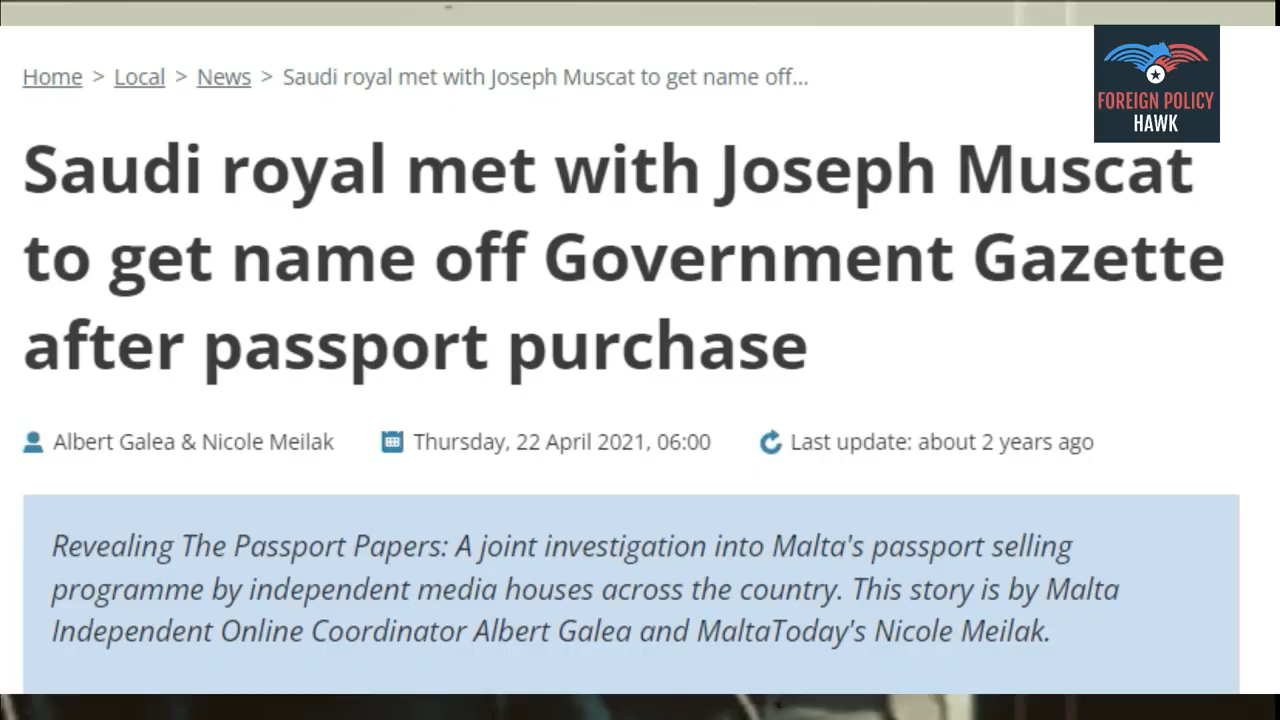 Home > Local > News > Saudi royal met with Joseph Muscat to get name off...
FOREIGN POLICY
HAWK
Saudi royal met with Joseph Muscat
to get name off Government Gazette
after passport purchase
Albert Galea & Nicole Meilak Thursday, 22 April 2021, 06:00 Last update: about 2 years ago
Revealing The Passport Papers: A joint investigation into Malta's passport selling
programme by independent media houses across the country. This story is by Malta
Independent Online Coordinator Albert Galea and MaltaToday's Nicole Meilak.